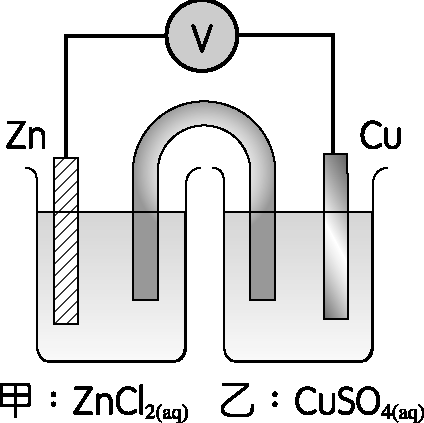 V
Zn Cu
甲：ZnCl2(aq) 乙：CuSO4(aq)